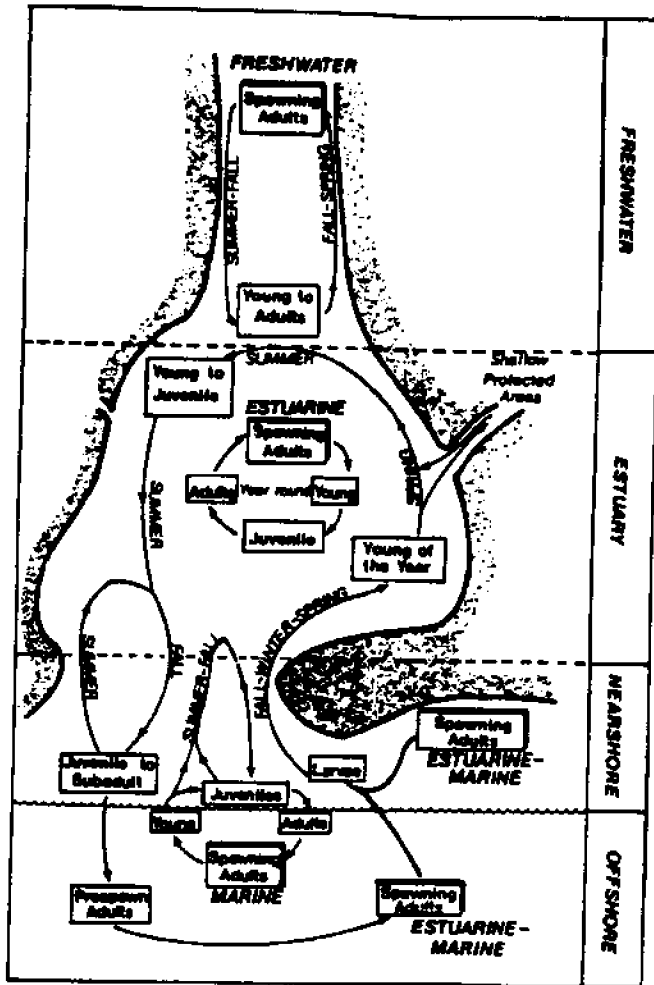 FRESHWATER
Spawning
Adults
SUMMER-FALL
FALL-SPRING
FRESHWATER
Young to
Adults
SUMMER
Young to
Juvenile
Shallow
Protected
Areas
ESTUARINE
Spawning
Adults
Adults
Year round
Young
Juvenile
SUMMER
Young of
the Year
ESTUARY
SUMMER
FALL
SUMMER-FALL
FALL-WINTER-SPRING
Juvenile to
Subadult
Larvae
Spawning
Adults
ESTUARINE-
MARINE
NEARSHORE
Juveniles
Young
Adults
Spawning
Adults
MARINE
Prespawn
Adults
Spawning
Adults
ESTUARINE-
MARINE
OFFSHORE